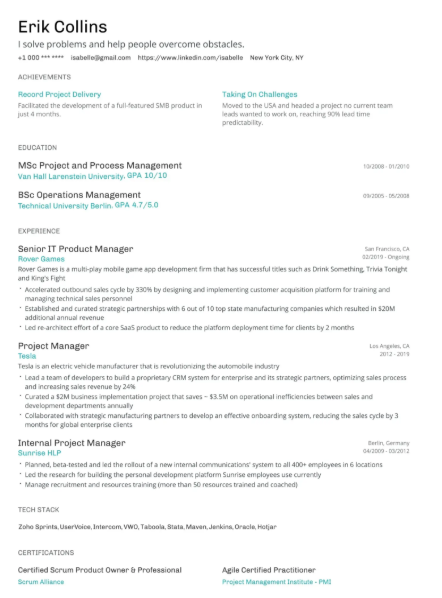 Erik Collins
I solve problems and help people overcome obstacles.
+1 000 *** **** isabelle@gmail.com https://www.linkedin.com/isabelle New York City, NY
ACHIEVEMENTS
Record Project Delivery
Facilitated the development of a full-featured SMB product in
just 4 months.
Taking On Challenges
Moved to the USA and headed a project no current team
leads wanted to work on, reaching 90% lead time
predictability.
EDUCATION
MSc Project and Process Management
10/2008 - 01/2010
Van Hall Larenstein University. GPA 10/10
BSc Operations Management
09/2005 - 05/2008
Technical University Berlin. GPA 4.7/5.0
EXPERIENCE
Senior IT Product Manager
San Francisco, CA
Rover Games
02/2019 - Ongoing
Rover Games is a multi-play mobile game app development firm that has successful titles such as Drink Something, Trivia Tonight
and King's Fight
• Accelerated outbound sales cycle by 330% by designing and implementing customer acquisition platform for training and
managing technical sales personnel
• Established and curated strategic partnerships with 6 out of 10 top state manufacturing companies which resulted in $20M
additional annual revenue
• Led re-architect effort of a core SaaS product to reduce the platform deployment time for clients by 2 months
Project Manager
Los Angeles, CA
Tesla
2012 - 2019
Tesla is an electric vehicle manufacturer that is revolutionizing the automobile industry
• Lead a team of developers to build a proprietary CRM system for enterprise and its strategic partners, optimizing sales process
and increasing sales revenue by 24%
• Curated a $2M business implementation project that saves ~ $3.5M on operational inefficiencies between sales and
development departments annually
• Collaborated with strategic manufacturing partners to develop an effective onboarding system, reducing the sales cycle by 3
months for global enterprise clients
Internal Project Manager
Berlin, Germany
Sunrise HLP
04/2009 - 03/2012
• Planned, beta-tested and led the rollout of a new internal communications' system to all 400+ employees in 6 locations
• Led the research for building the personal development platform Sunrise employees use currently
• Manage recruitment and resources training (more than 50 resources trained and coached)
TECH STACK
Zoho Sprints, UserVoice, Intercom, VWO, Taboola, Stata, Maven, Jenkins, Oracle, Hotjar
CERTIFICATIONS
Certified Scrum Product Owner & Professional
Scrum Alliance
Agile Certified Practitioner
Project Management Institute - PMI